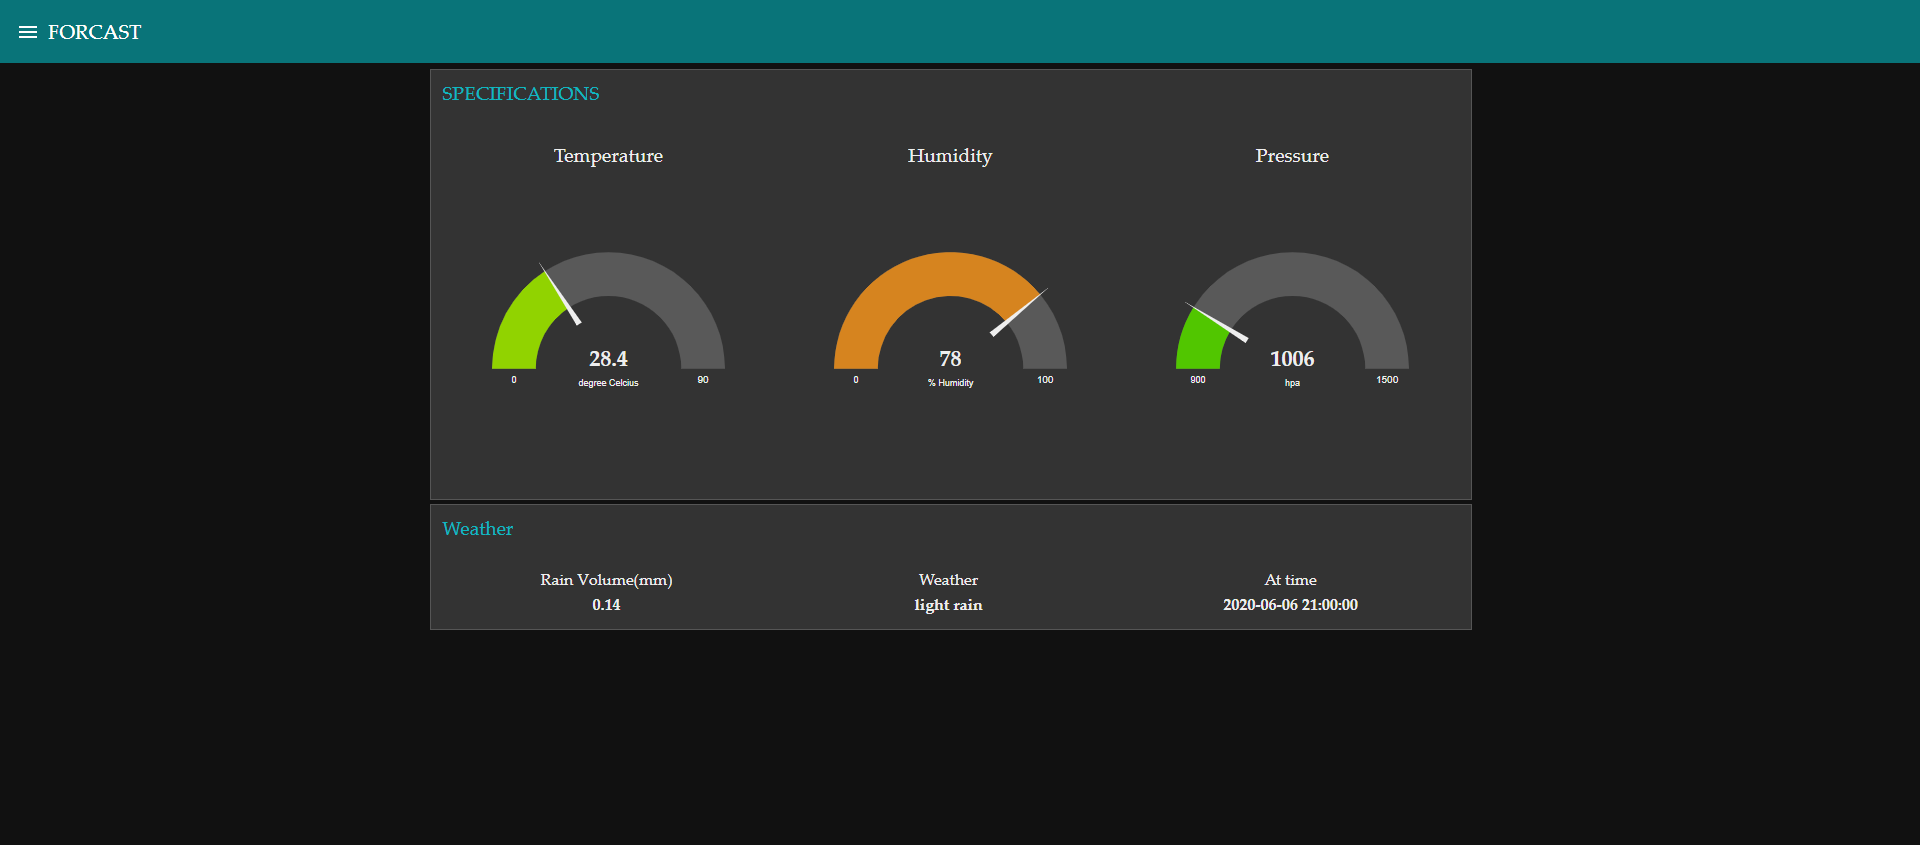 FORCAST
SPECIFICATIONS
Temperature
Humidity
Pressure
28.4
degree Celcius
0
90
78
% Humidity
0
100
1006
hpa
900
1500
Weather
Rain Volume(mm)
0.14
Weather
light rain
At time
2020-06-06 21:00:00